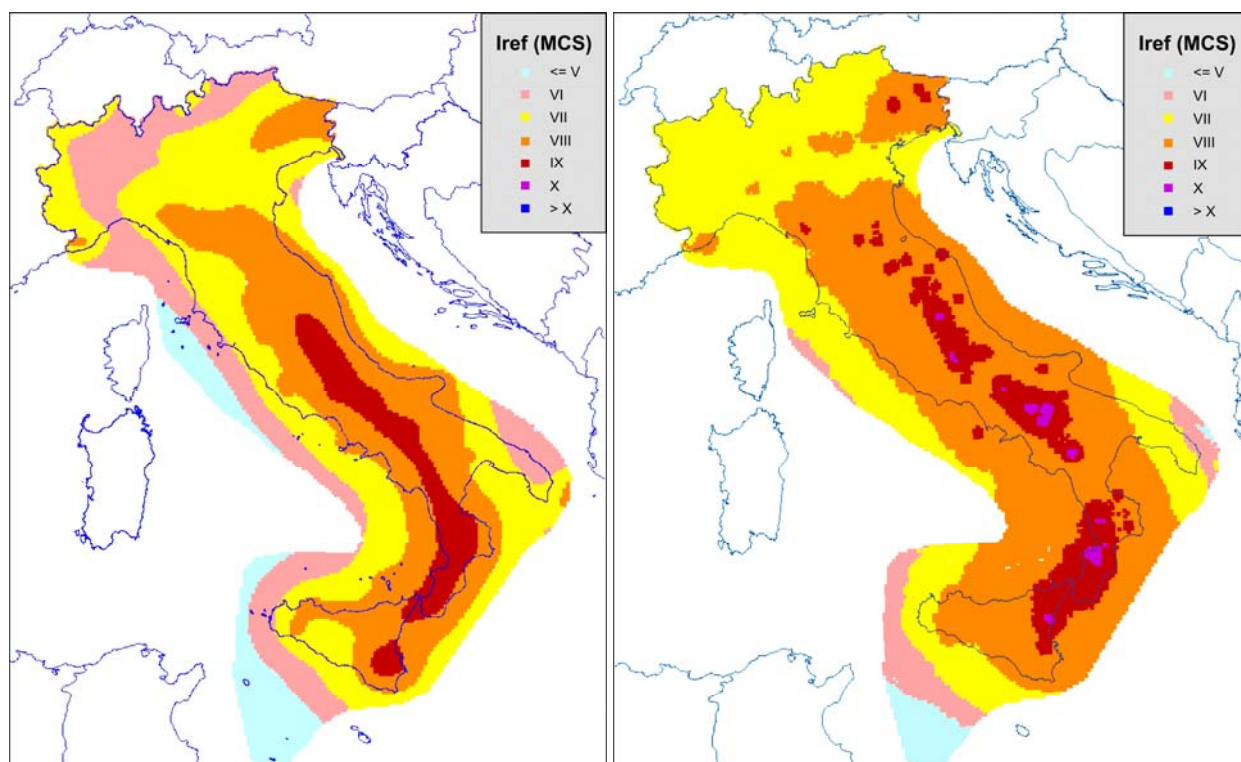 Iref (MCS)
<= V
VI
VII
VIII
IX
X
> X
Iref (MCS)
<= V
VI
VII
VIII
IX
X
> X